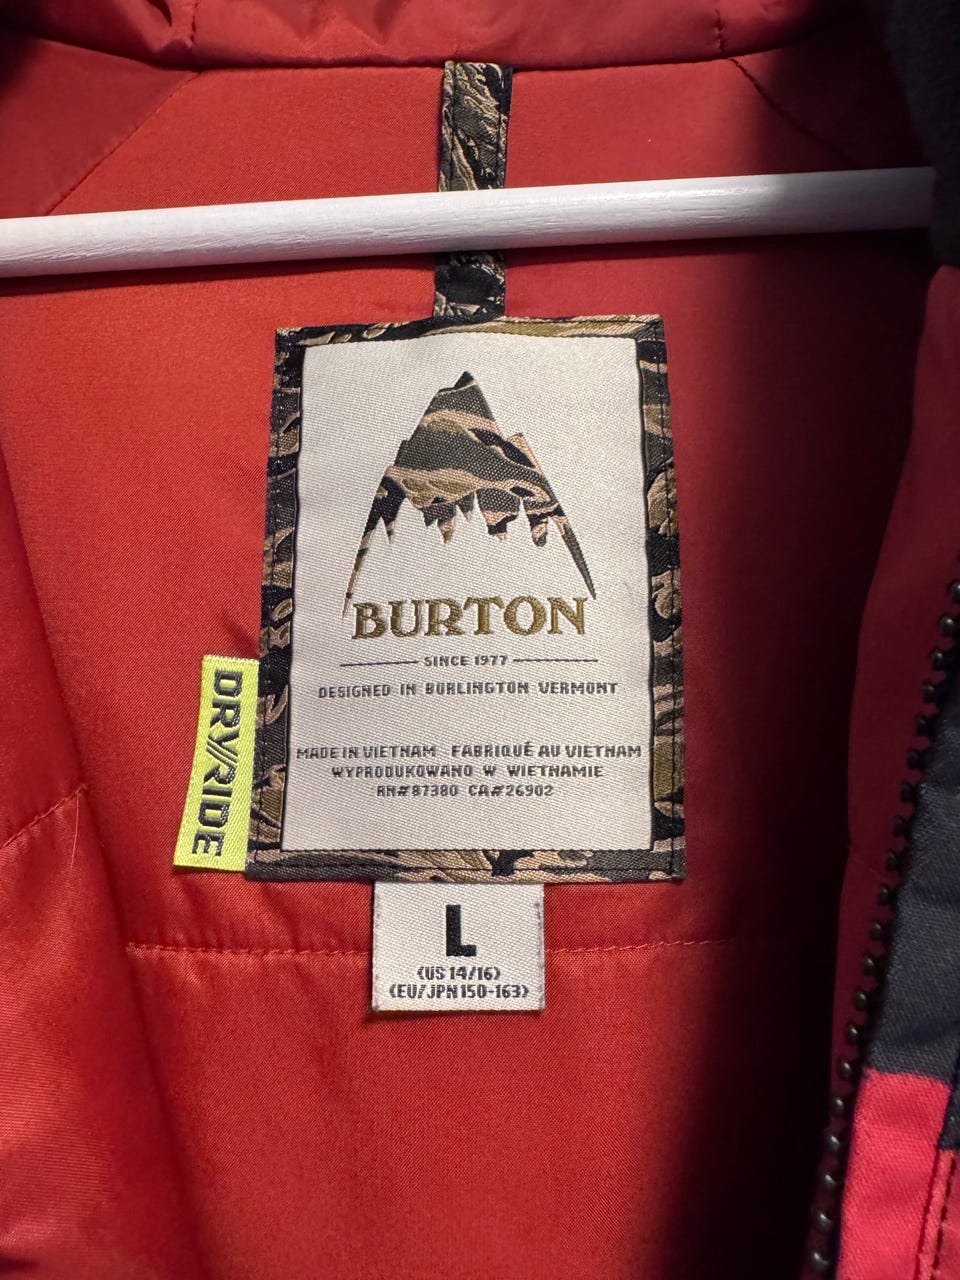 BURTON
SINCE 1977
DESIGNED IN BURLINGTON VERMONT
MADE IN VIETNAM FABRIQUÉ AU VIETNAM
WYPRODUKOWANO W WIETNAMIE
RN#87380 CA#26902
DRY//RIDE
L
(US 14/16)
(EU/JPN 150-163)